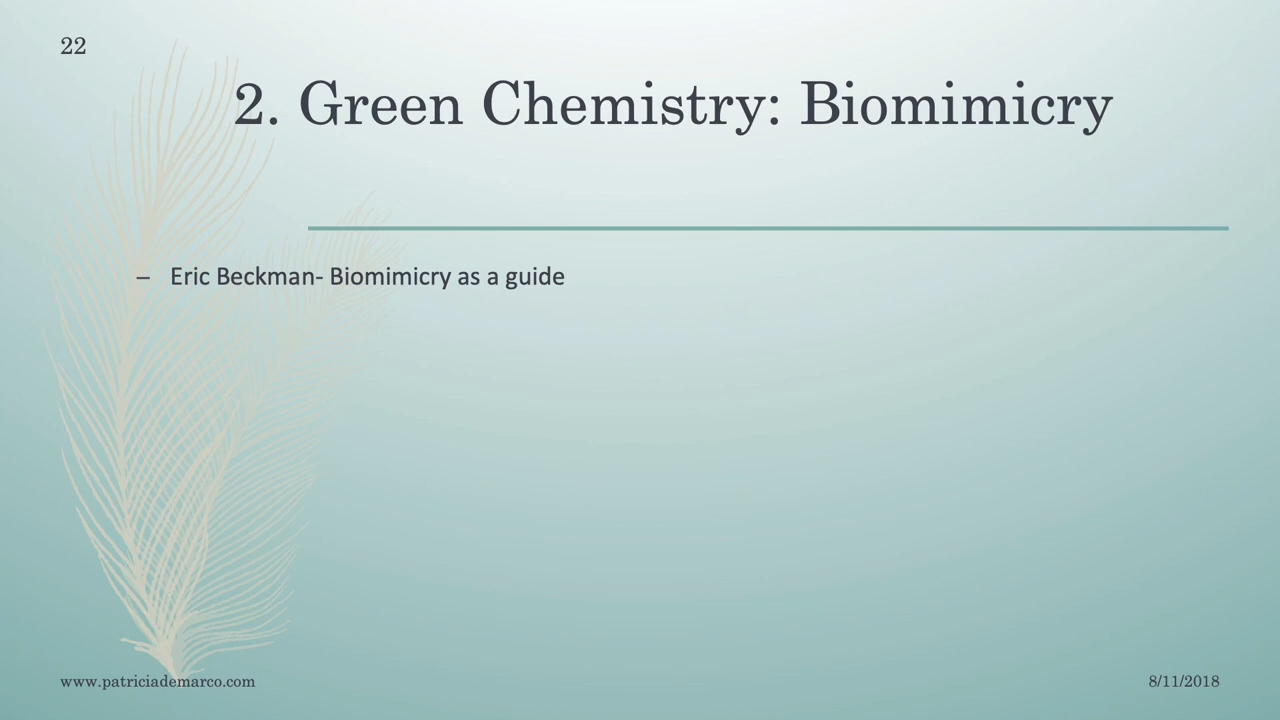 22
2. Green Chemistry: Biomimicry
– Eric Beckman- Biomimicry as a guide
www.patriciademarco.com
8/11/2018